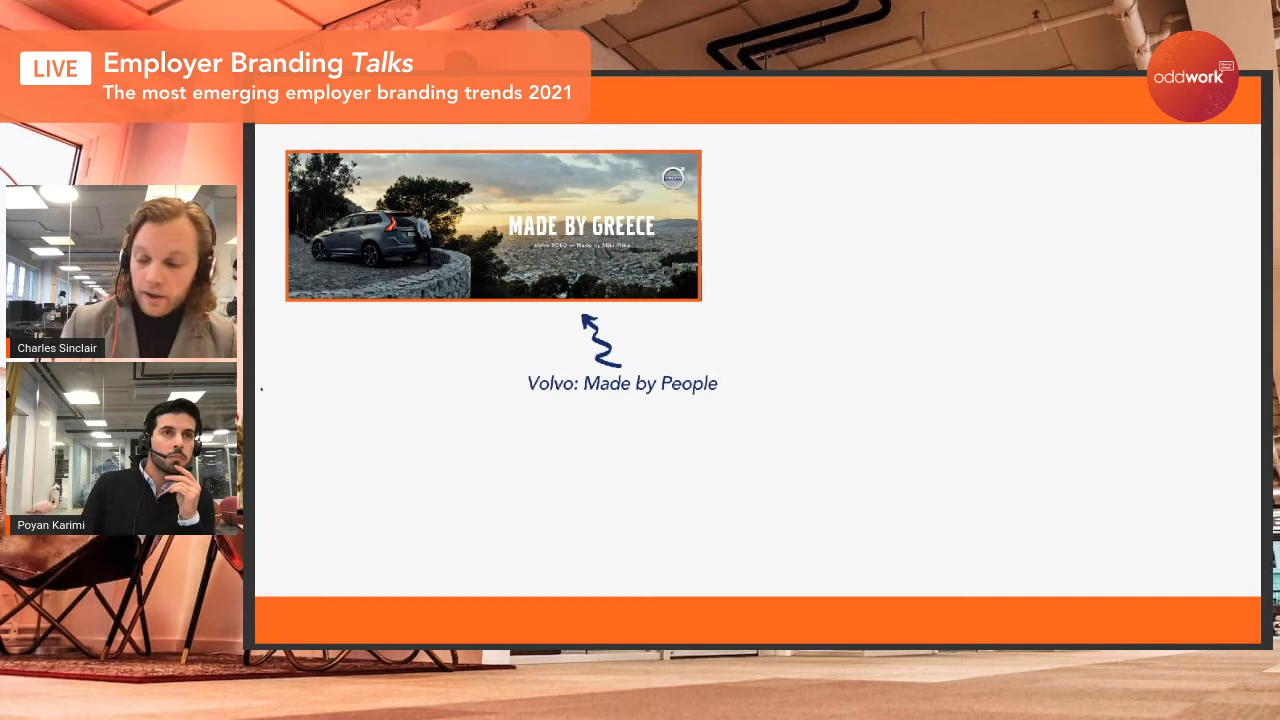 LIVE
Employer Branding Talks
The most emerging employer branding trends 2021
oddwork
MADE BY GREECE
Volvo: Made by People
Charles Sinclair
Poyan Karimi